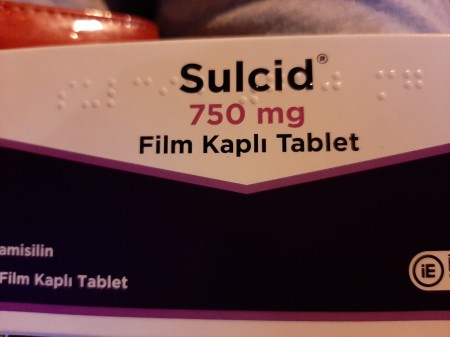 Sulcid®
750 mg
Film Kaplı Tablet
amisilin
Film Kaplı Tablet
iE